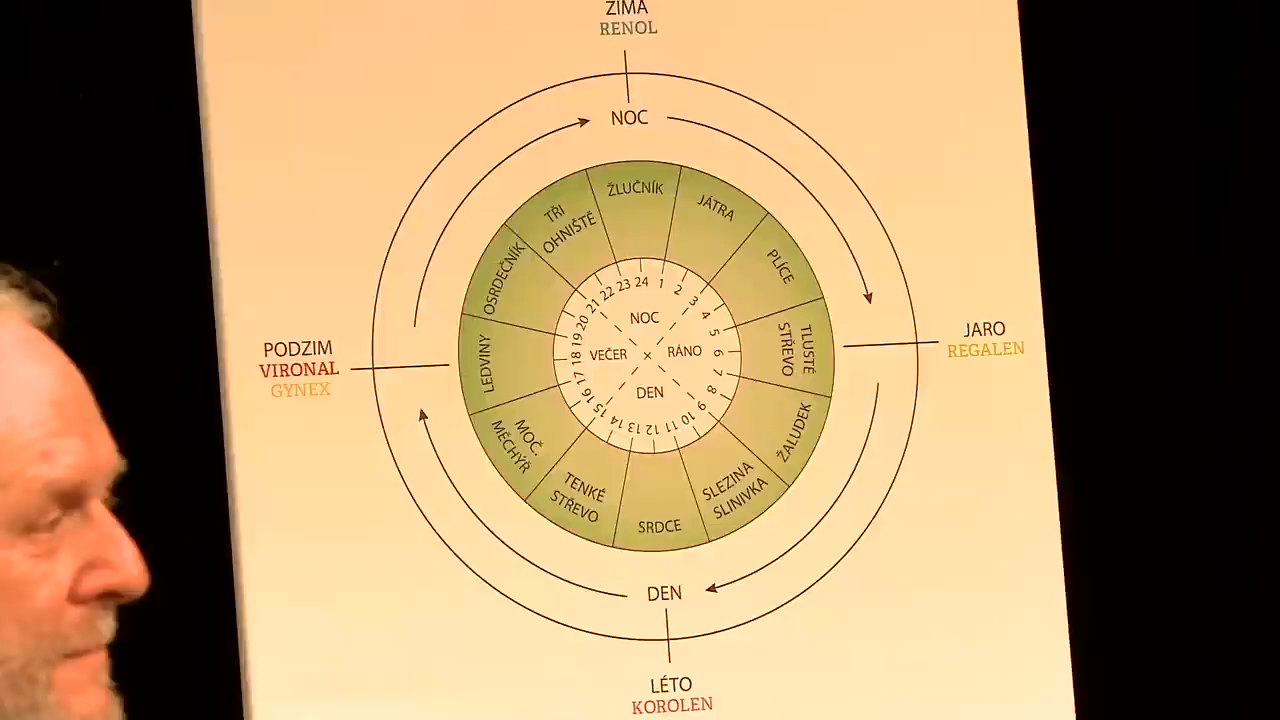 ZIMA
RENOL
NOC
ŽLUČNÍK
JÁTRA
PLÍCE
TLUSTÉ
STŘEVO
ŽALUDEK
SLEZINA
SLINIVKA
SRDCE
TENKÉ
STŘEVO
MOČ.
MĚCHYŘ
LEDVINY
OSRDEČNÍK
TŘI
OHNIŠTĚ
24 1 2 3 4 5 6 7 8 9 10 11 12 13 14 15 16 17 18 19 20 21 22 23
NOC
VEČER
RÁNO
DEN
PODZIM
VIRONAL
GYNEX
JARO
REGALEN
DEN
LÉTO
KOROLEN